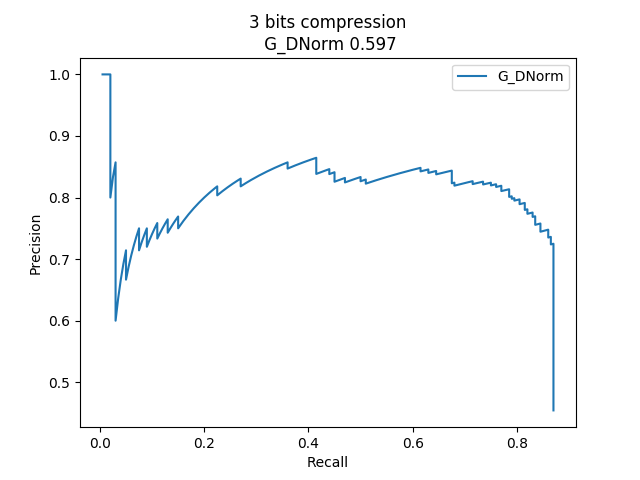 3 bits compression
G_DNorm 0.597
G_DNorm
1.0
0.9
0.8
0.7
0.6
0.5
Precision
0.0 0.2 0.4 0.6 0.8
Recall